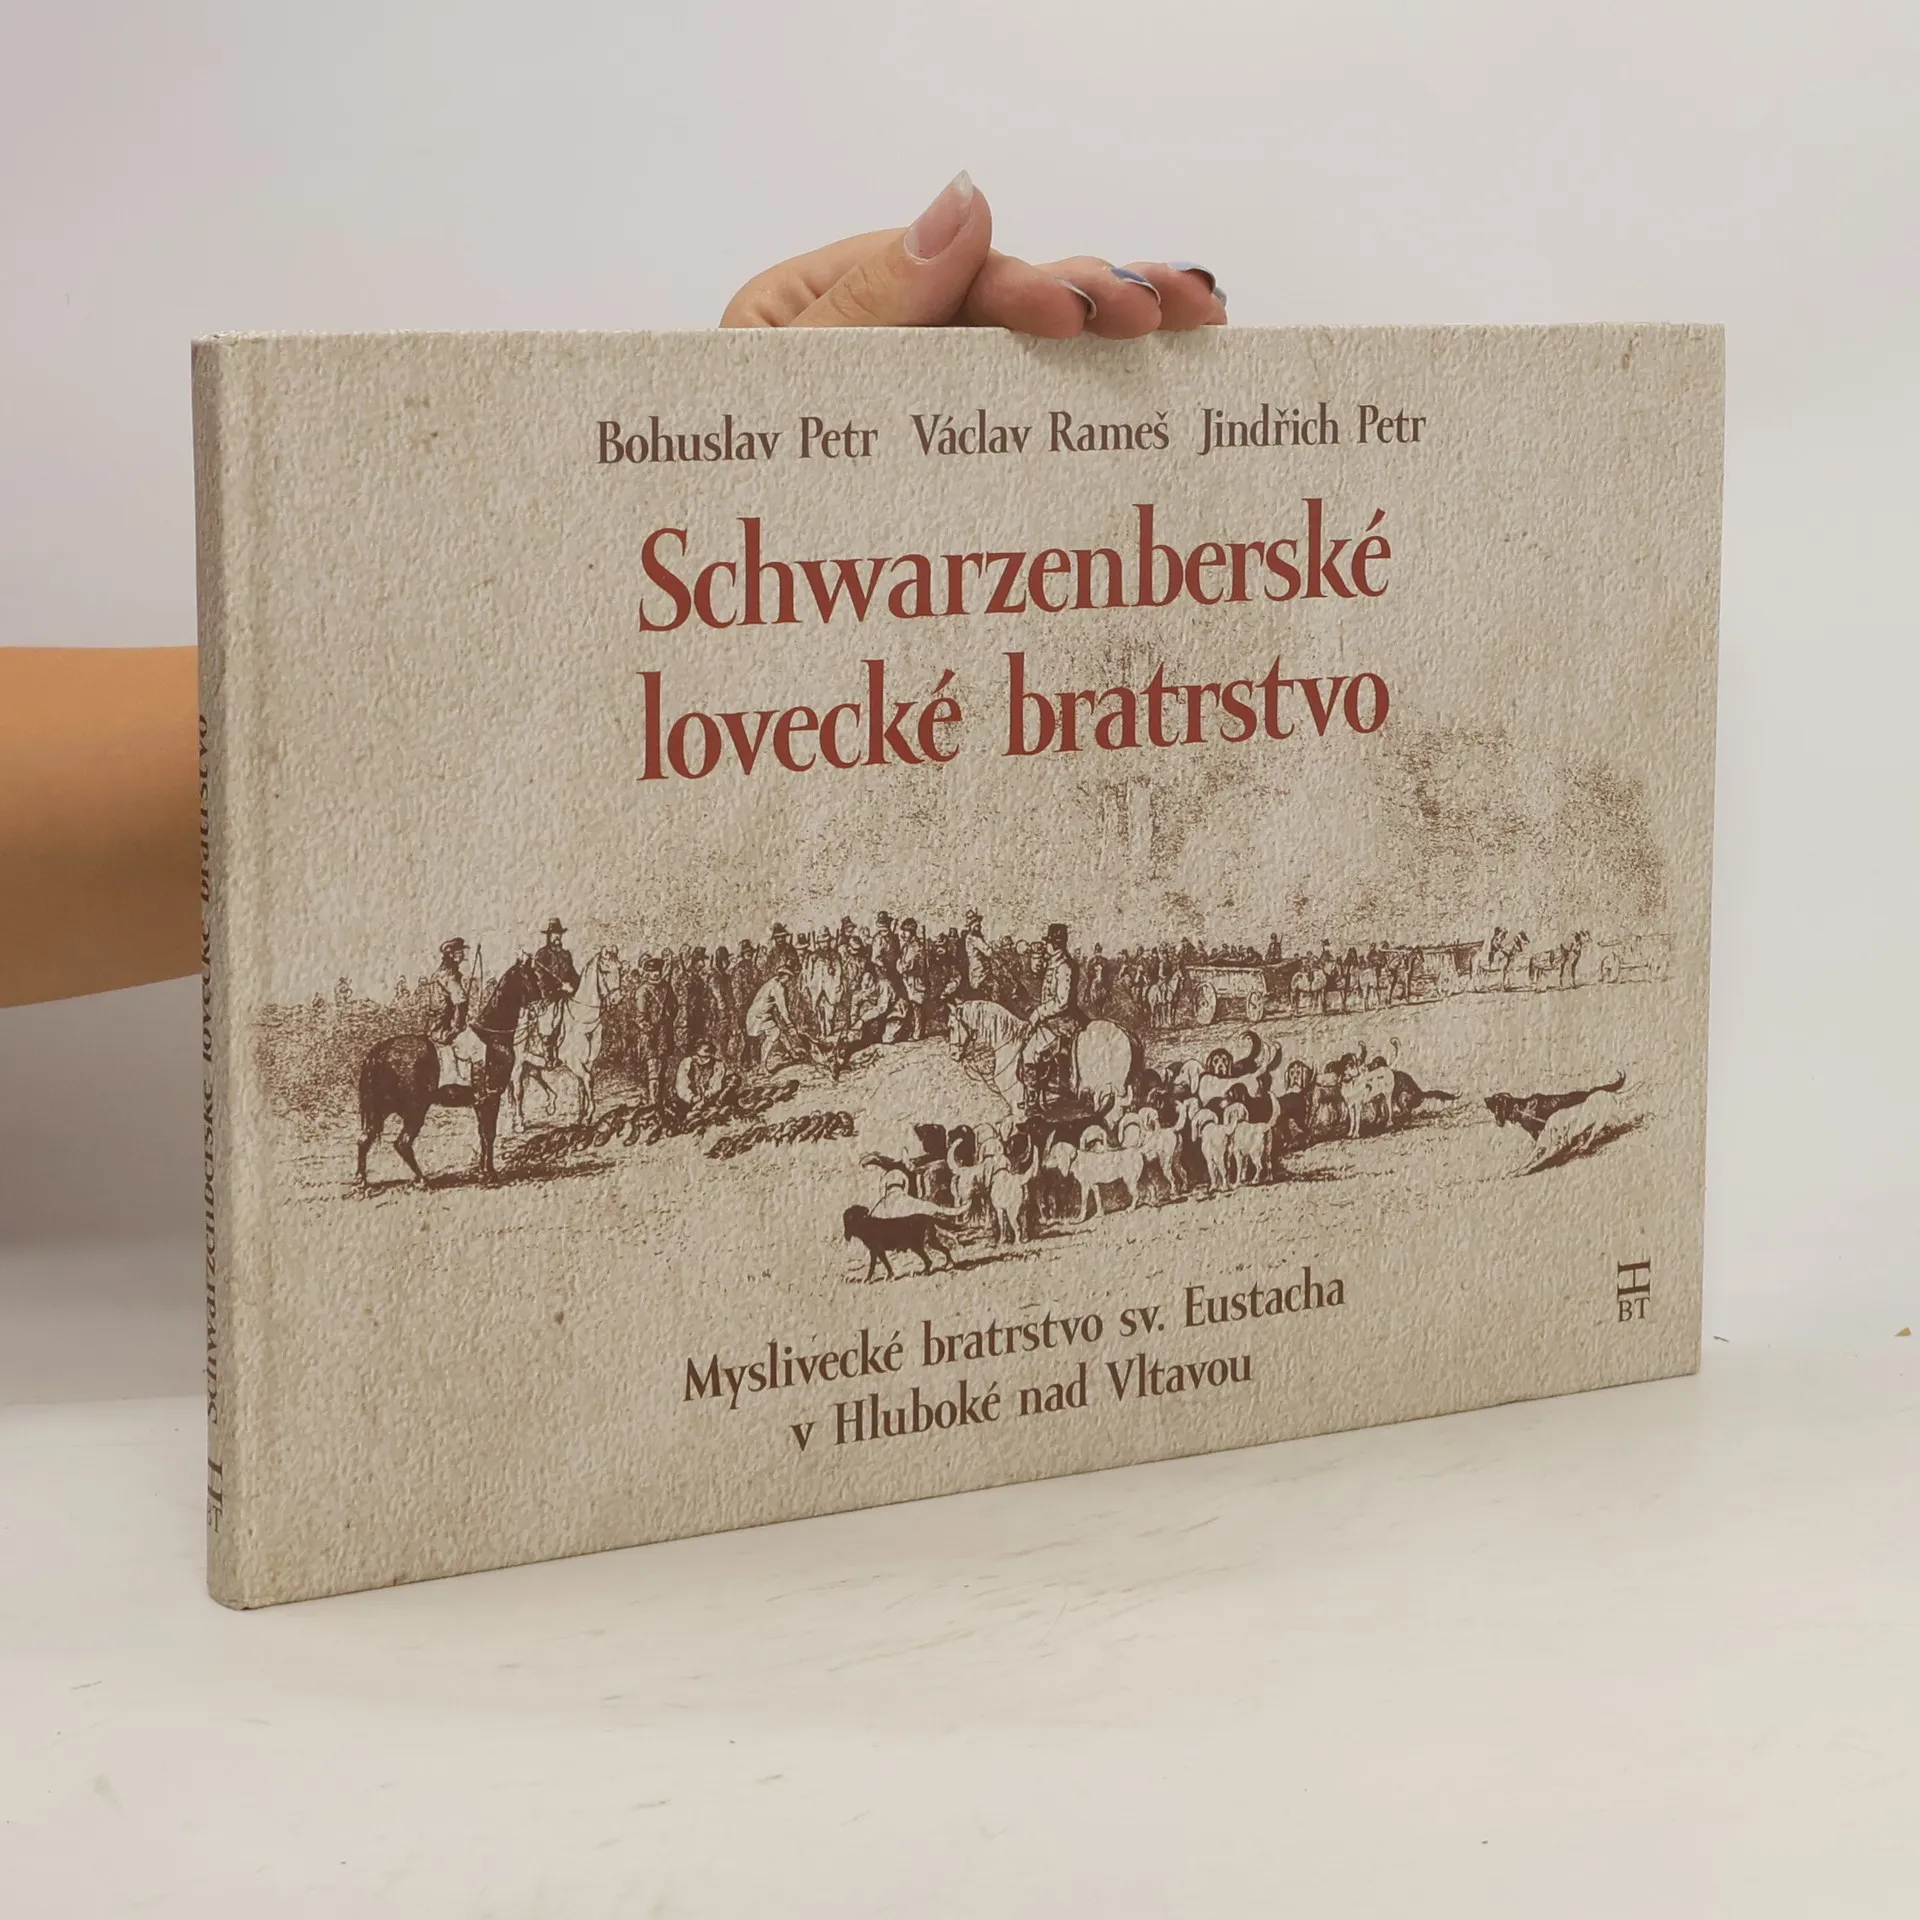 Bohuslav Petr Václav Rameš Jindřich Petr
Schwarzenberské
lovecké bratrstvo
Myslivecké bratrstvo sv. Eustacha
v Hluboké nad Vltavou
H
BT
Schwarzenberské lovecké bratrstvo
H
BT